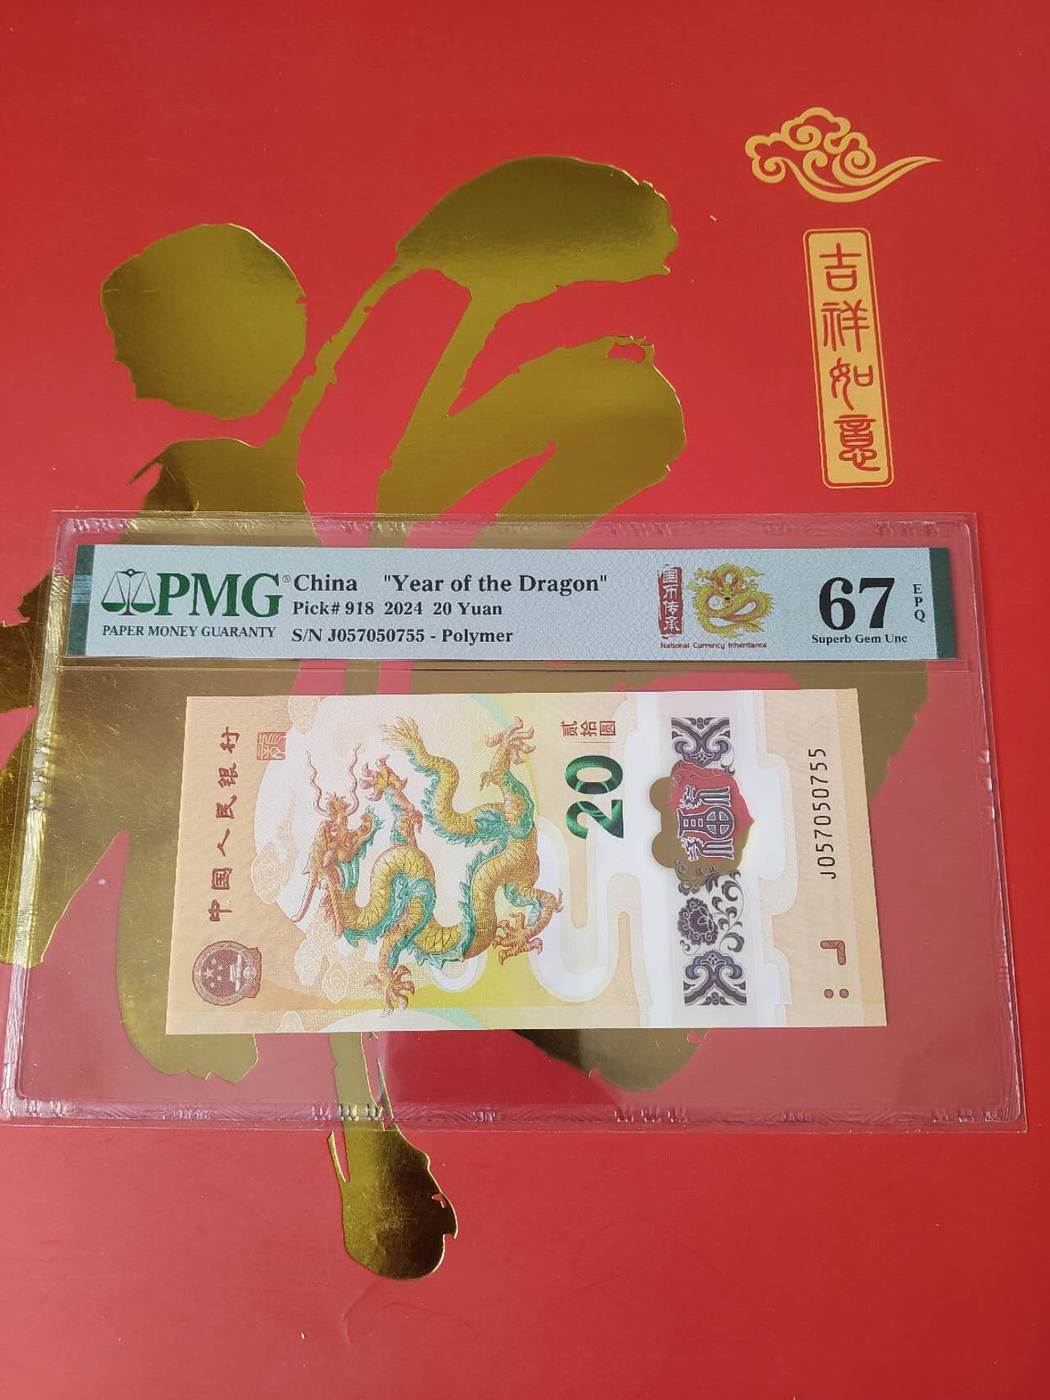 吉祥如意
PMG®
PAPER MONEY GUARANTY
China "Year of the Dragon"
Pick# 918 2024 20 Yuan
S/N J057050755 - Polymer
国币传承
National Currency Inheritance
67
EPQ
Superb Gem Unc
中国人民银行
贰拾圆
20
福
J057050755